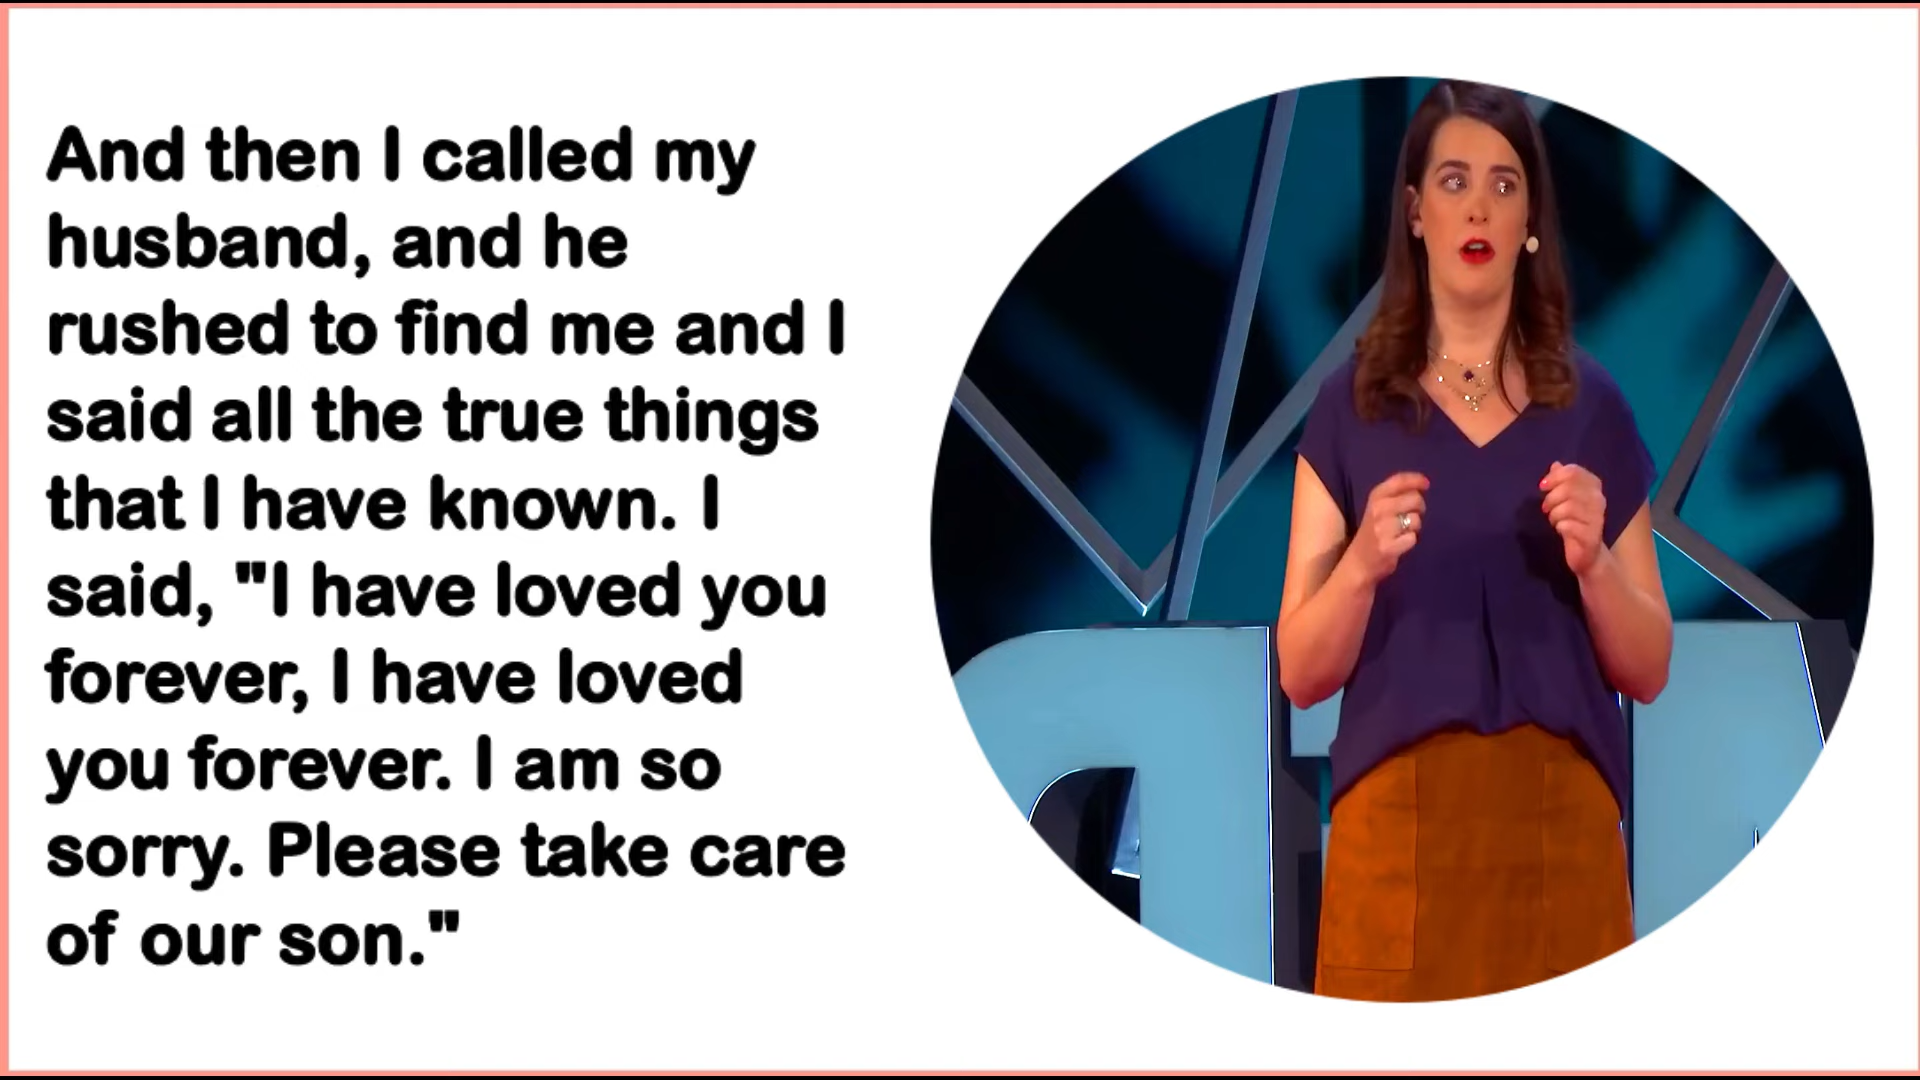 And then I called my
husband, and he
rushed to find me and I
said all the true things
that I have known. I
said, "I have loved you
forever, I have loved
you forever. I am so
sorry. Please take care
of our son."